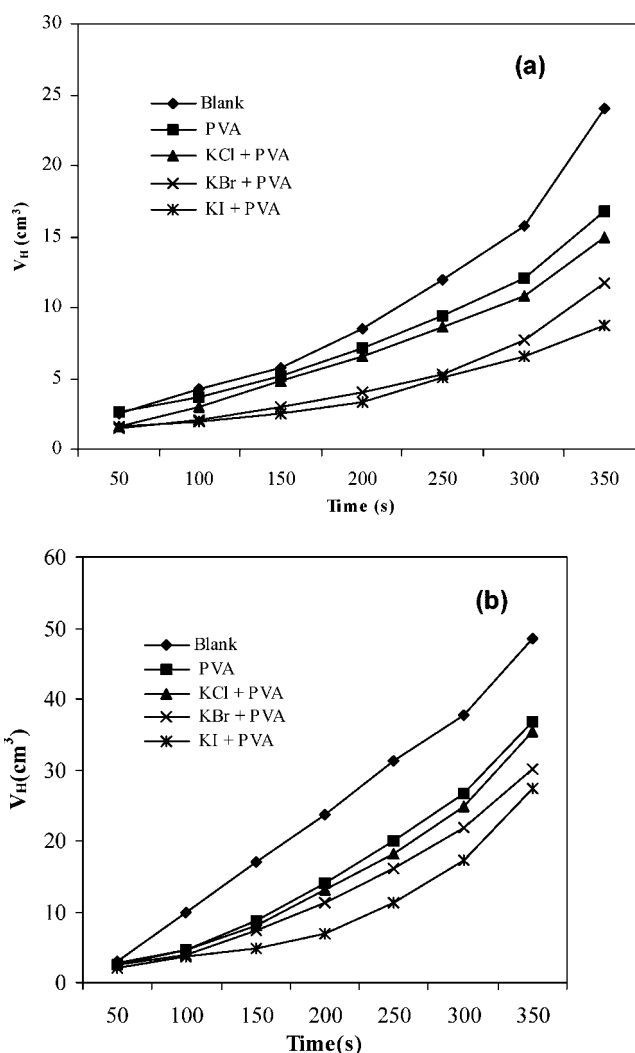 30
25
20
15
10
5
0
V_H (cm³)
(a)
Blank
PVA
KCl + PVA
KBr + PVA
KI + PVA
50 100 150 200 250 300 350
Time (s)
60
50
40
30
20
10
0
V_H(cm³)
(b)
Blank
PVA
KCl + PVA
KBr + PVA
KI + PVA
50 100 150 200 250 300 350
Time(s)